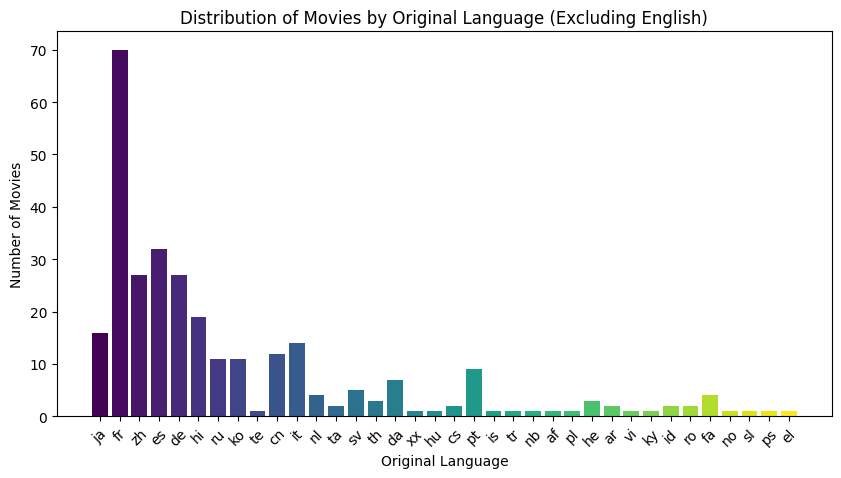 Distribution of Movies by Original Language (Excluding English)
Number of Movies
70
60
50
40
30
20
10
0
ja fr zh es de hi ru ko te cn it nl ta sv th da xx hu cs pt is tr nb af pl he ar vi ky id ro fa no sl ps el
Original Language